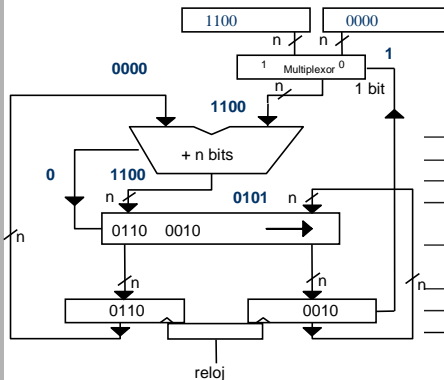 1100 0000
n n
1 Multiplexor 0 1
0000
n 1 bit
1100
+ n bits
0 1100 0101
n n
0110 0010
n n n n
0110 0010
reloj